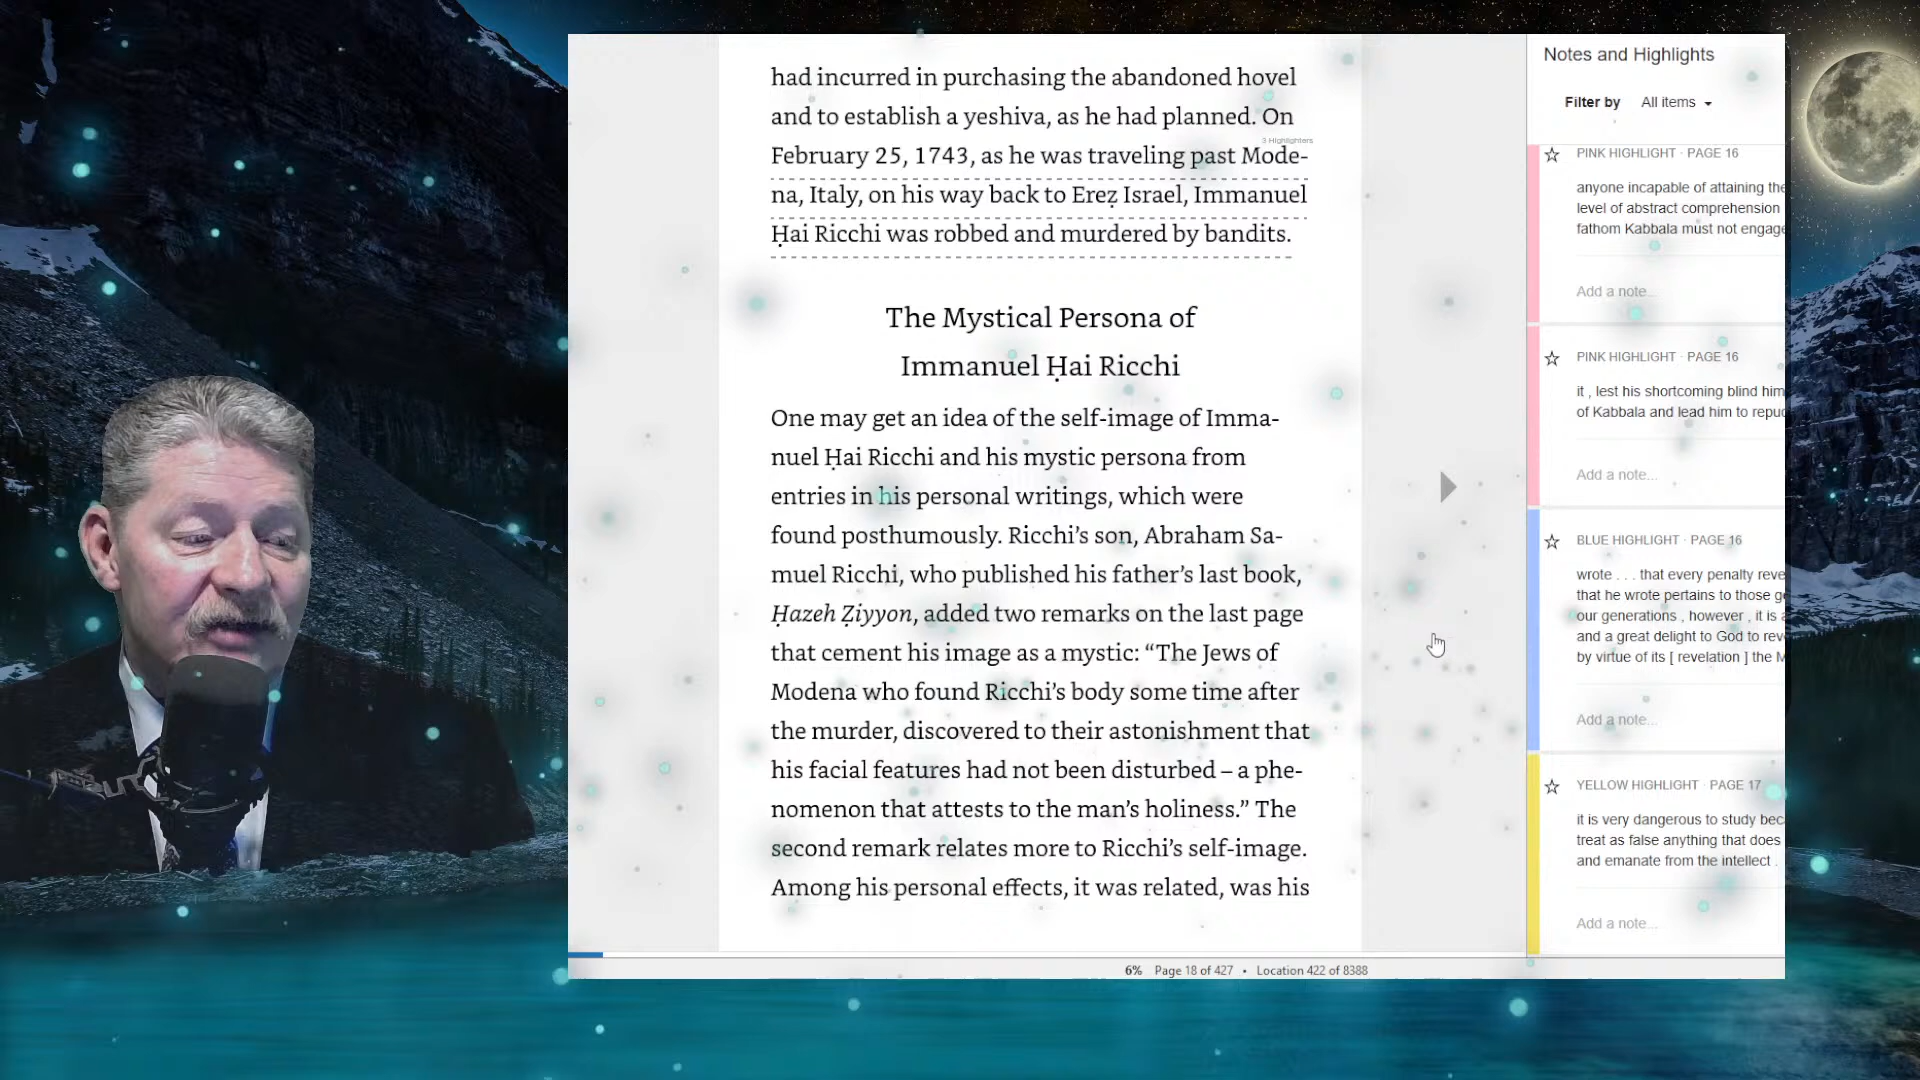 had incurred in purchasing the abandoned hovel
and to establish a yeshiva, as he had planned. On
3 Highlighters
February 25, 1743, as he was traveling past Mode-
na, Italy, on his way back to Ereẓ Israel, Immanuel
Ḥai Ricchi was robbed and murdered by bandits.
The Mystical Persona of
Immanuel Ḥai Ricchi
One may get an idea of the self-image of Imma-
nuel Ḥai Ricchi and his mystic persona from
entries in his personal writings, which were
found posthumously. Ricchi’s son, Abraham Sa-
muel Ricchi, who published his father’s last book,
Ḥazeh Ẓiyyon, added two remarks on the last page
that cement his image as a mystic: “The Jews of
Modena who found Ricchi’s body some time after
the murder, discovered to their astonishment that
his facial features had not been disturbed – a phe-
nomenon that attests to the man’s holiness.” The
second remark relates more to Ricchi’s self-image.
Among his personal effects, it was related, was his
6% Page 18 of 427 • Location 422 of 8388
Notes and Highlights
Filter by All items
PINK HIGHLIGHT · PAGE 16
anyone incapable of attaining the
level of abstract comprehension
fathom Kabbala must not engage
Add a note...
PINK HIGHLIGHT · PAGE 16
it , lest his shortcoming blind him
of Kabbala and lead him to repud
Add a note...
BLUE HIGHLIGHT · PAGE 16
wrote . . . that every penalty reve
that he wrote pertains to those ge
our generations , however , it is a
and a great delight to God to reve
by virtue of its [ revelation ] the M
Add a note...
YELLOW HIGHLIGHT · PAGE 17
it is very dangerous to study bec
treat as false anything that does
and emanate from the intellect .
Add a note...